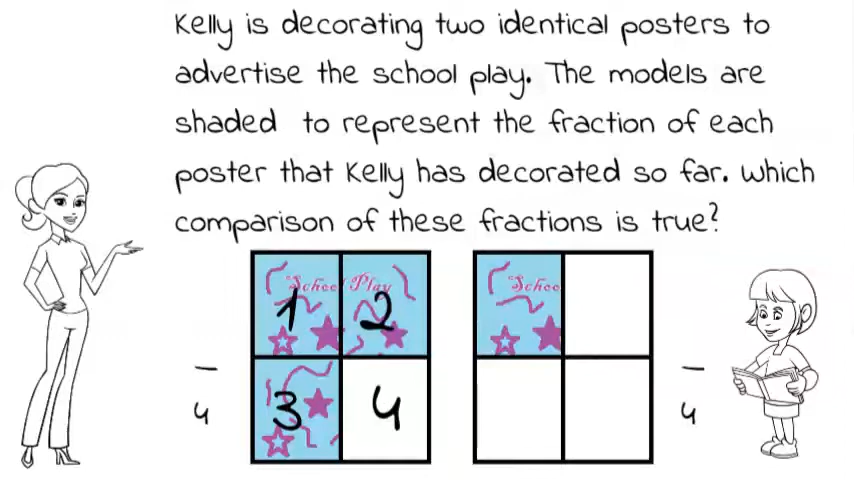 Kelly is decorating two identical posters to
advertise the school play. The models are
shaded to represent the fraction of each
poster that Kelly has decorated so far. Which
comparison of these fractions is true?
School Play
Schoo
1 2
3 4
4
4